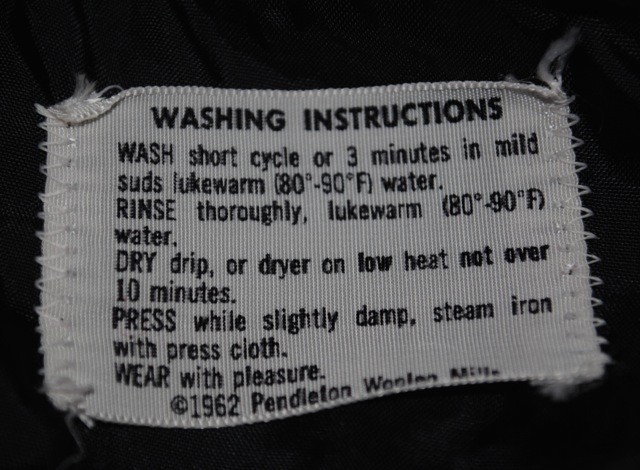 WASHING INSTRUCTIONS
WASH short cycle or 3 minutes in mild
suds lukewarm (80°-90°F) water.
RINSE thoroughly, lukewarm (80°-90°F)
water.
DRY drip, or dryer on low heat not over
10 minutes.
PRESS while slightly damp, steam iron
with press cloth.
WEAR with pleasure.
©1962 Pendleton Woolen